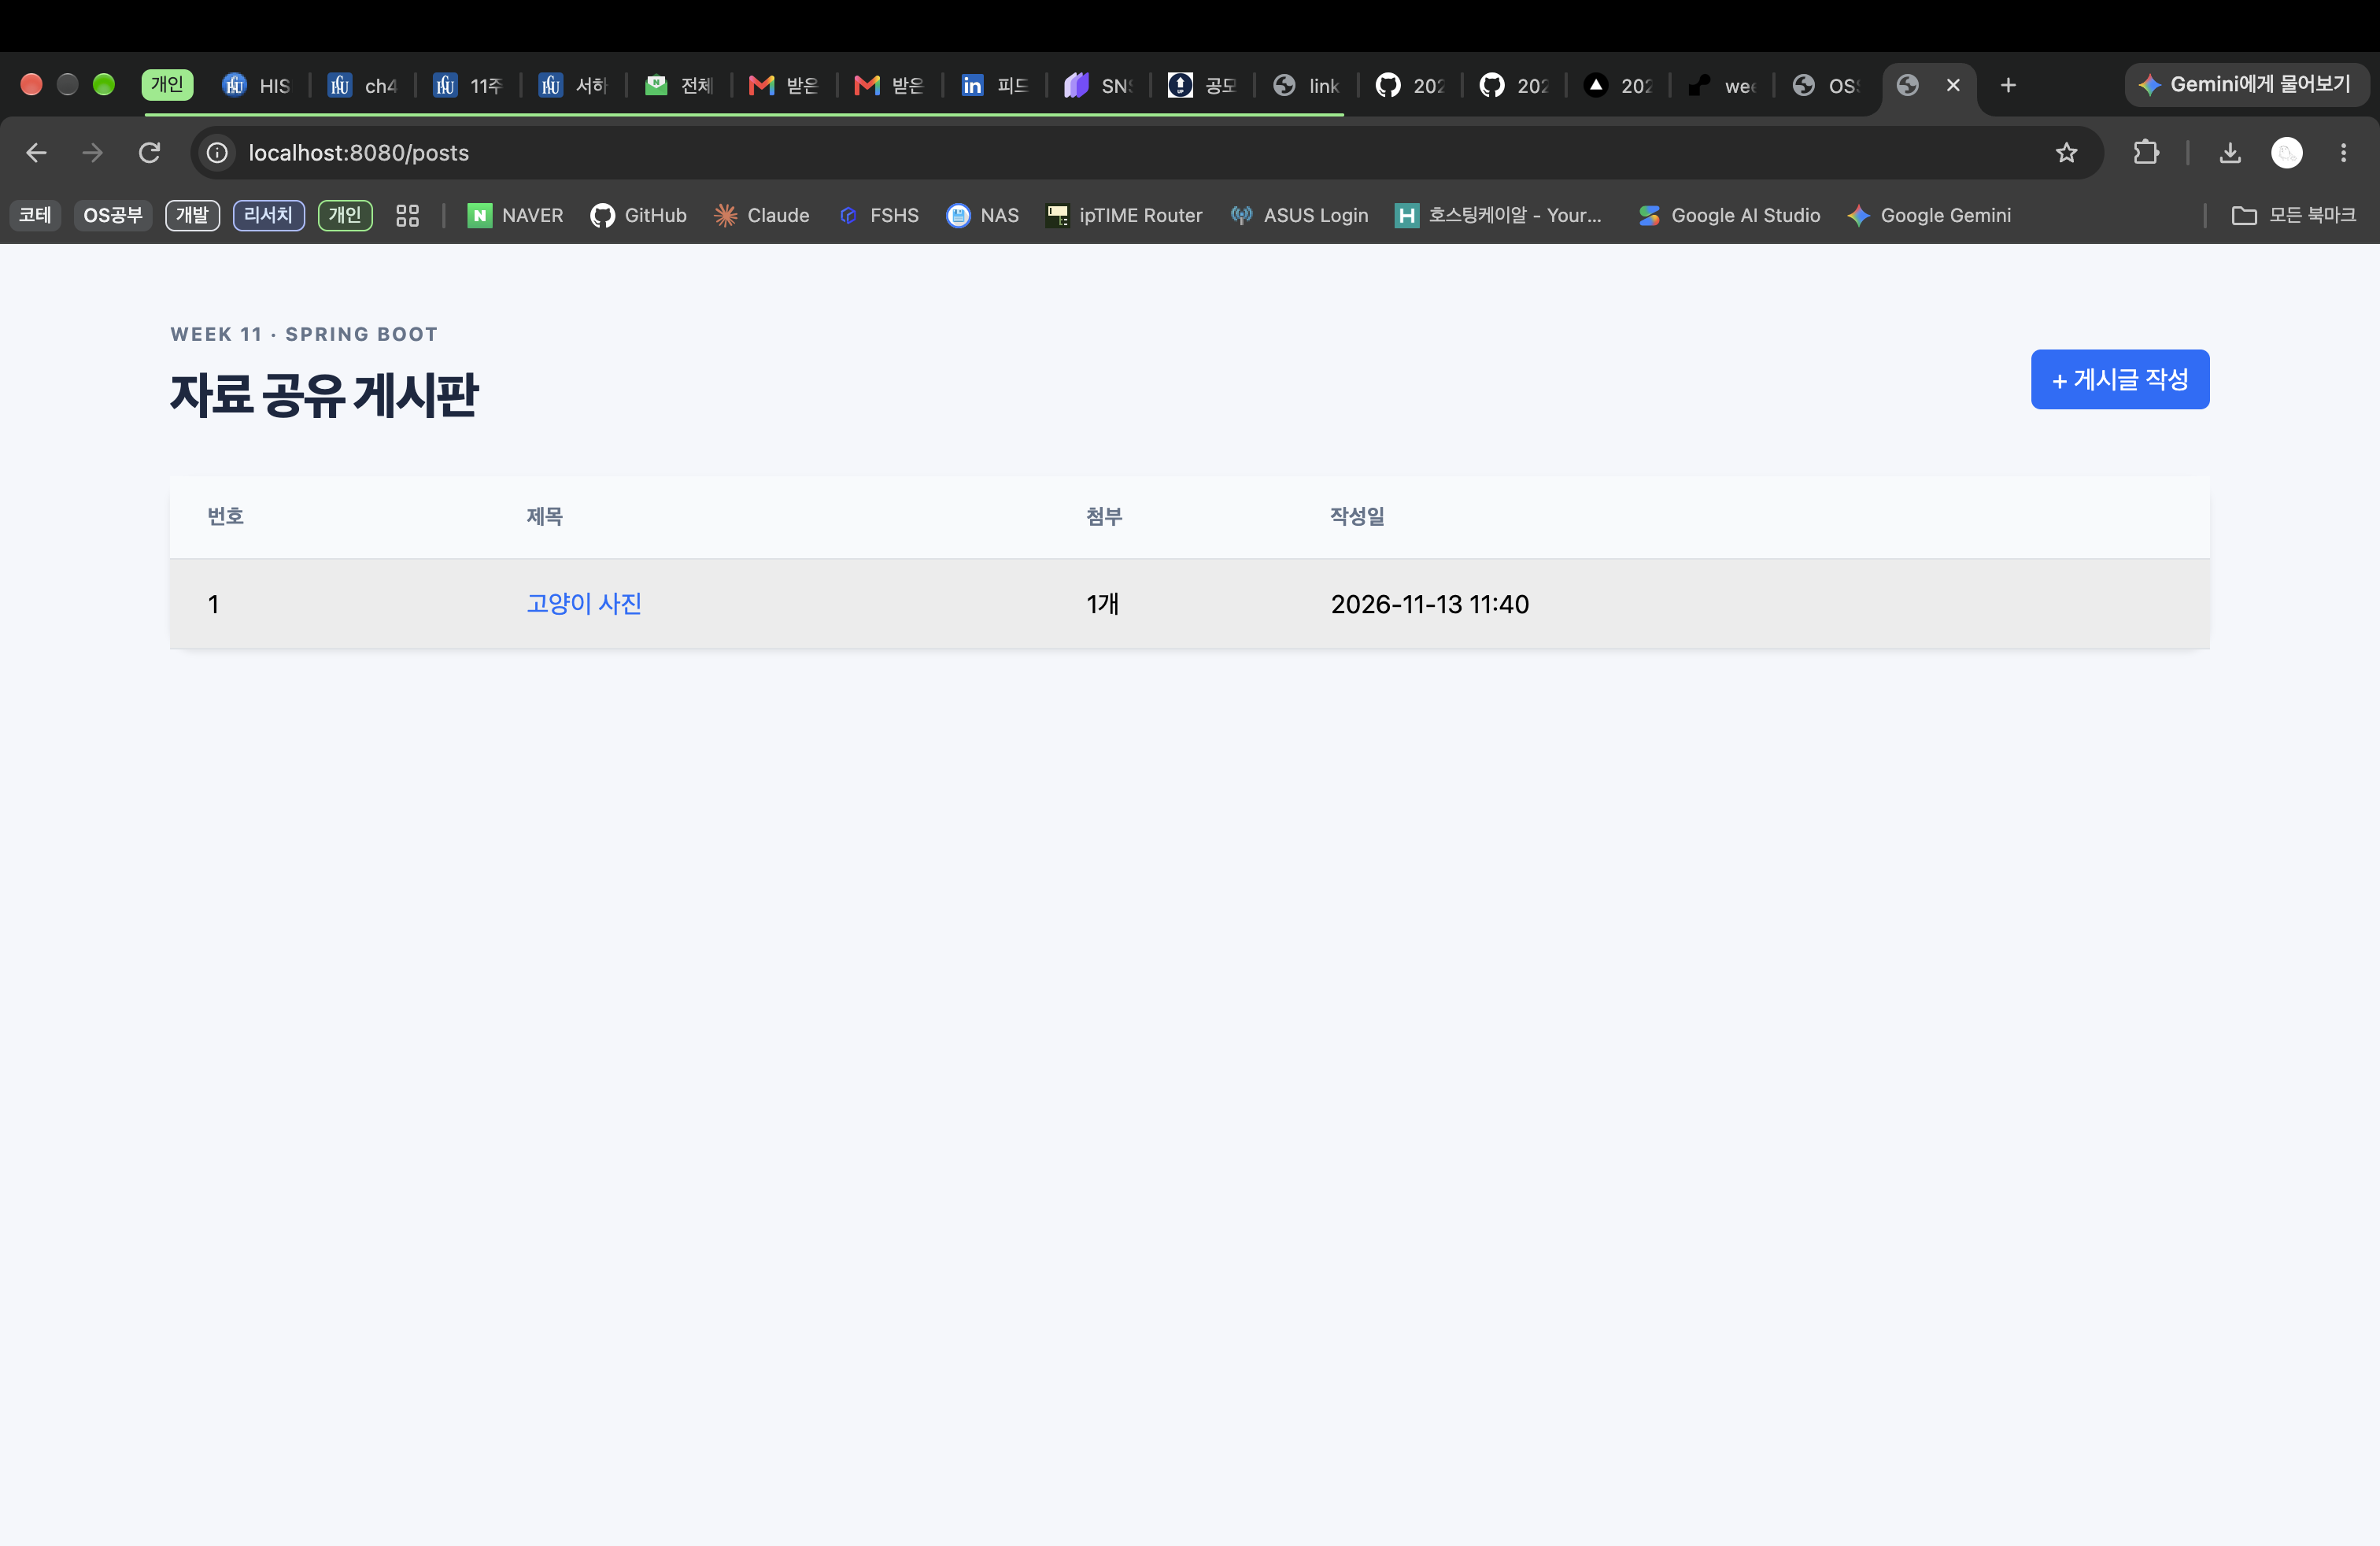 개인
HIS
ch4
11주
서하
전체
받은
받은
피드
공모
link
202
202
202
OS
Gemini에게 물어보기
localhost:8080/posts
코테
OS공부
개발
리서치
개인
NAVER
GitHub
Claude
FSHS
NAS
ipTIME Router
ASUS Login
호스팅케이알 - Your...
Google AI Studio
Google Gemini
모든 북마크
WEEK 11 · SPRING BOOT
자료 공유 게시판
+ 게시글 작성
번호 제목 첨부 작성일
1 고양이 사진 1개 2026-11-13 11:40